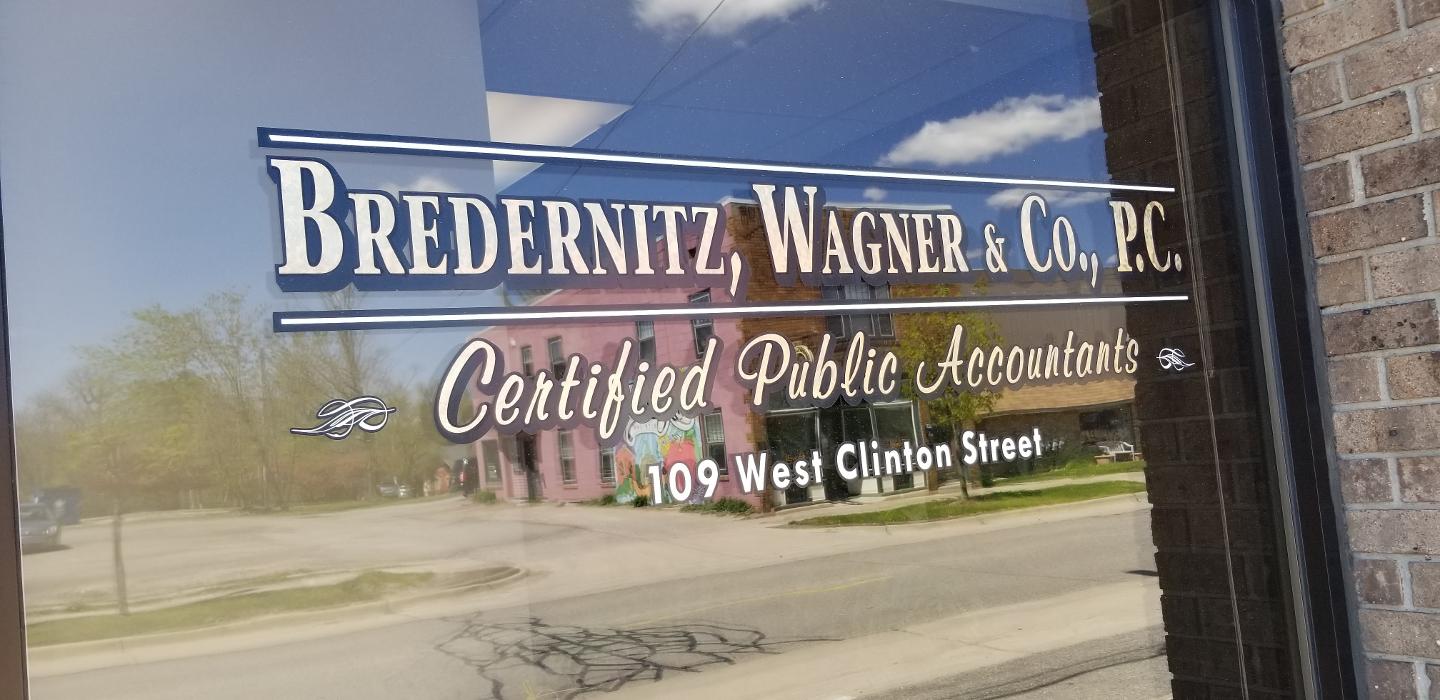 Bredernitz, Wagner & Co., P.C.
Certified Public Accountants
109 West Clinton Street